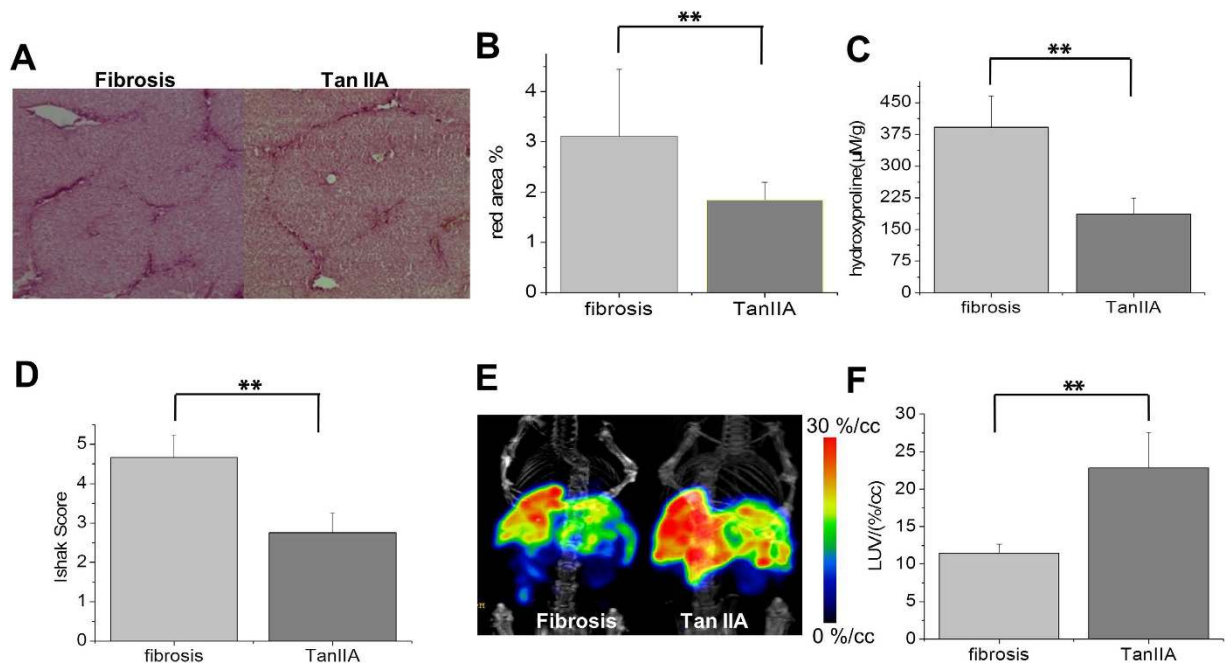 A
Fibrosis
Tan IIA
B
**
red area %
4
3
2
1
0
fibrosis
TanIIA
C
**
hydroxyproline(µM/g)
450
375
300
225
150
75
0
fibrosis
TanIIA
D
**
Ishak Score
5
4
3
2
1
0
fibrosis
TanIIA
E
30 %/cc
Fibrosis
Tan IIA
0 %/cc
F
**
LUV/(%/cc)
30
25
20
15
10
5
0
fibrosis
TanIIA